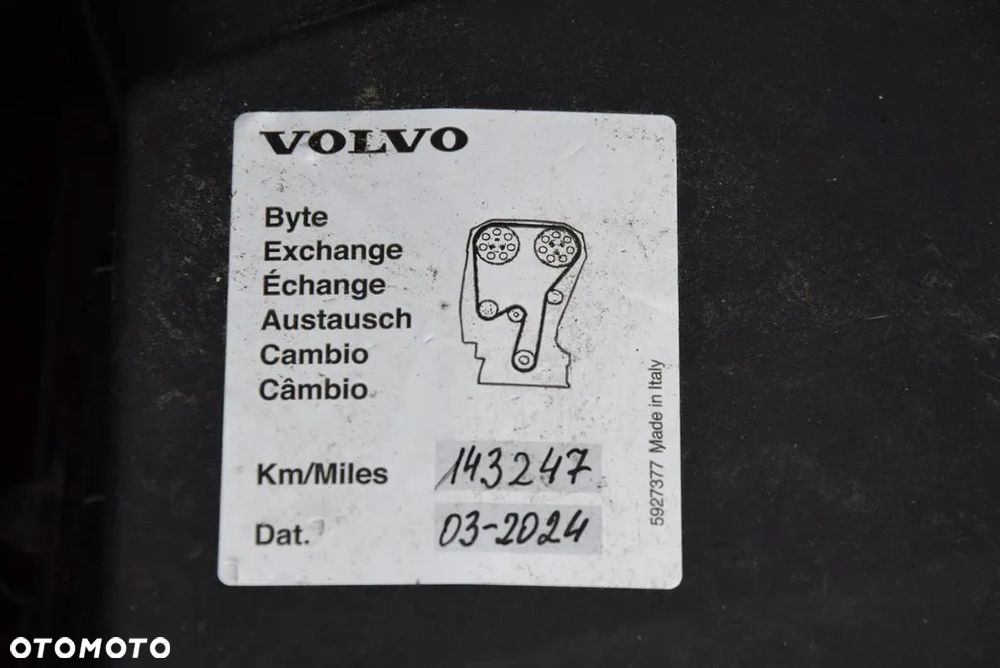 VOLVO
Byte
Exchange
Échange
Austausch
Cambio
Câmbio
Km/Miles 143247
Dat. 03-2024
5927377 Made in Italy
OTOMOTO